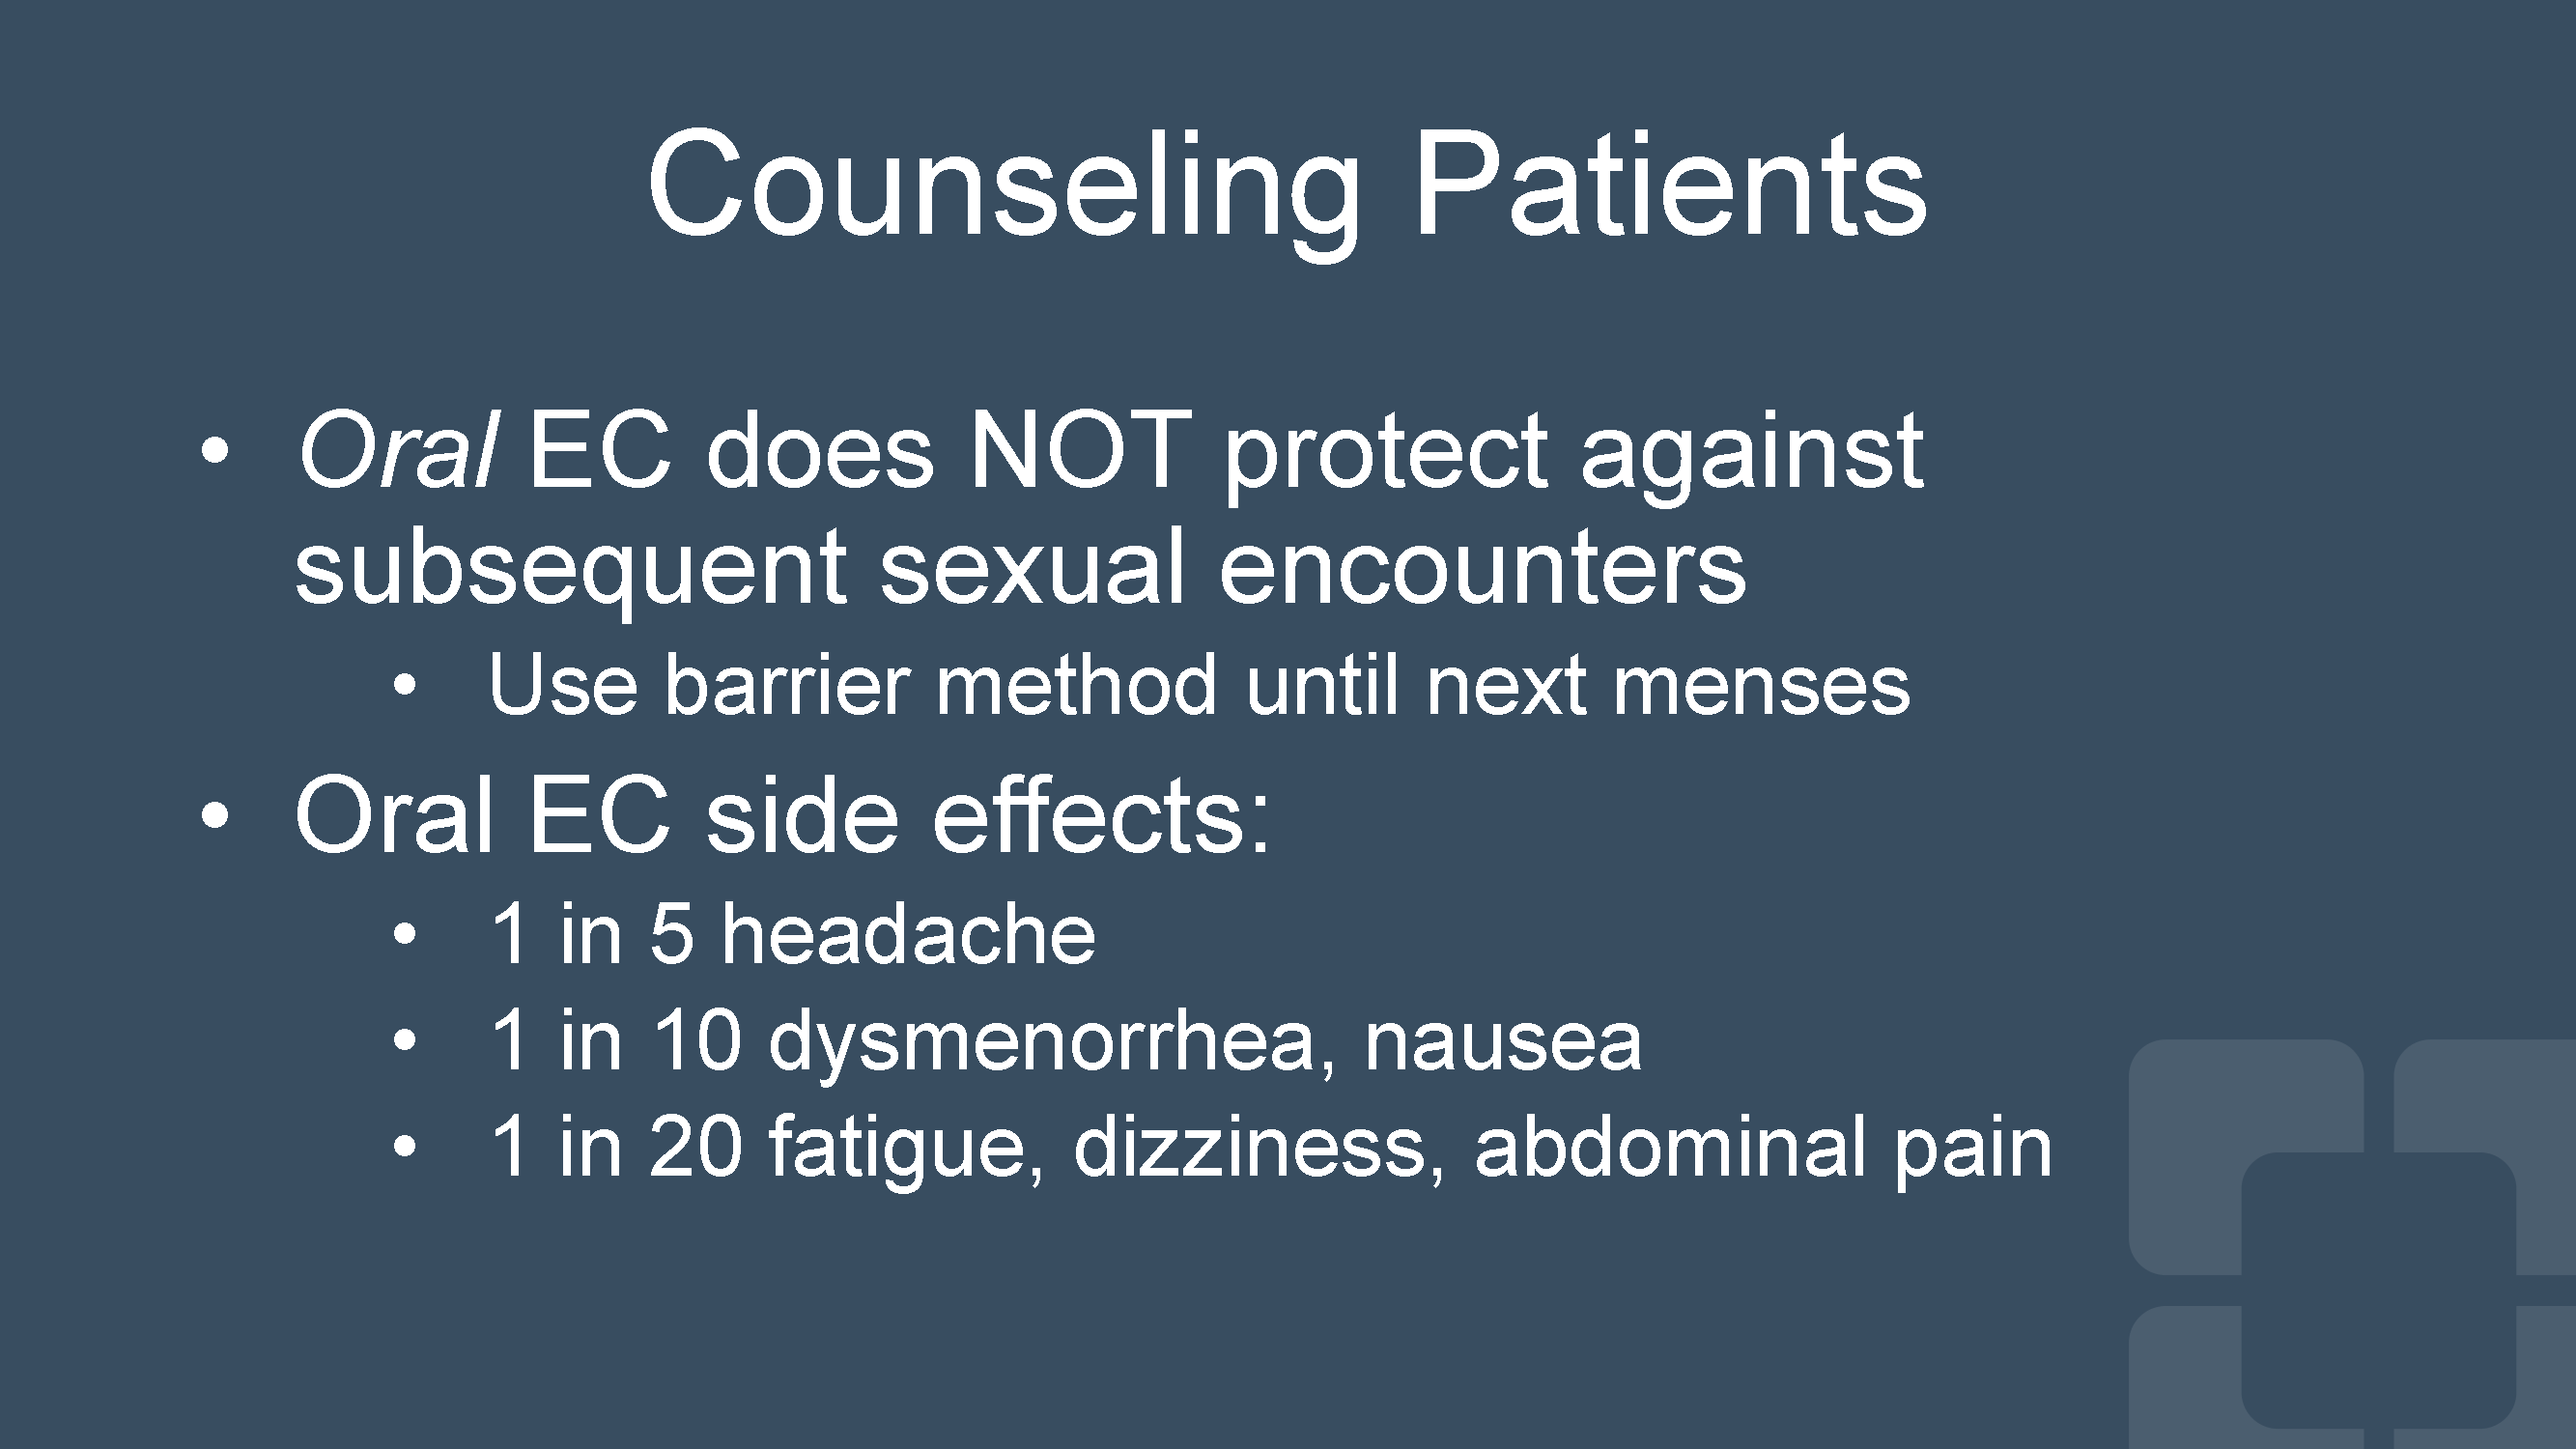 Counseling Patients
• Oral EC does NOT protect against
subsequent sexual encounters
• Use barrier method until next menses
• Oral EC side effects:
• 1 in 5 headache
• 1 in 10 dysmenorrhea, nausea
• 1 in 20 fatigue, dizziness, abdominal pain